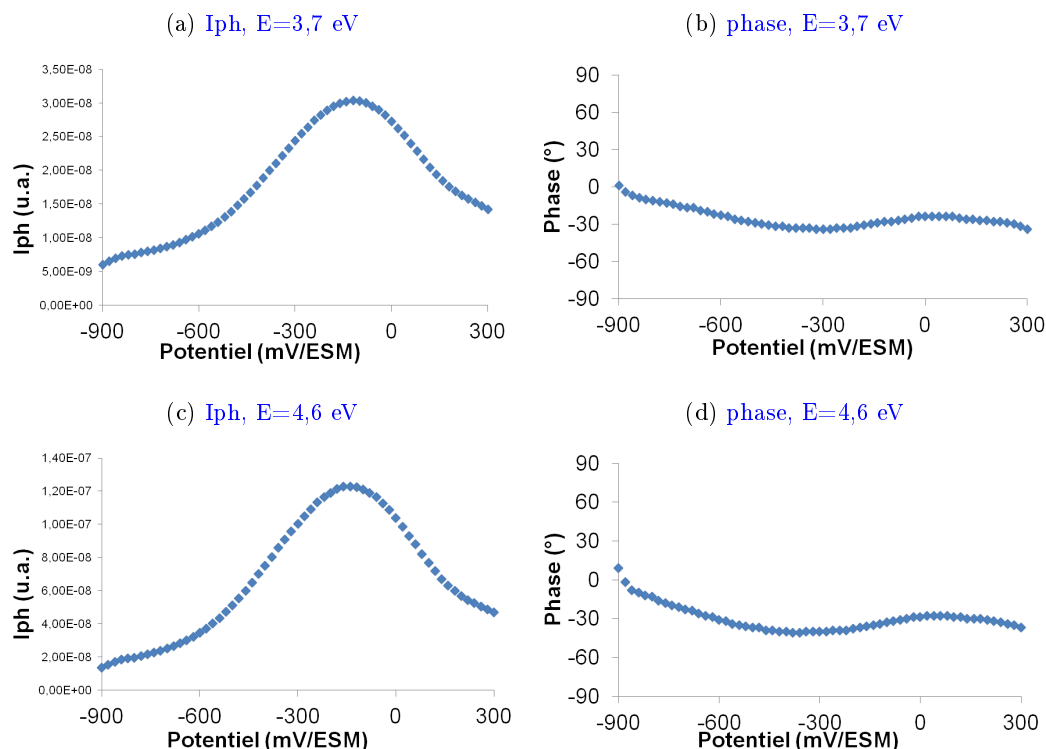 (a) Iph, E=3,7 eV
(b) phase, E=3,7 eV
3,50E-08
3,00E-08
2,50E-08
2,00E-08
1,50E-08
1,00E-08
5,00E-09
0,00E+00
Iph (u.a.)
-900 -600 -300 0 300
Potentiel (mV/ESM)
90
60
30
0
-30
-60
-90
Phase (°)
-900 -600 -300 0 300
Potentiel (mV/ESM)
(c) Iph, E=4,6 eV
(d) phase, E=4,6 eV
1,40E-07
1,20E-07
1,00E-07
8,00E-08
6,00E-08
4,00E-08
2,00E-08
0,00E+00
Iph (u.a.)
-900 -600 -300 0 300
Potentiel (mV/ESM)
90
60
30
0
-30
-60
-90
Phase (°)
-900 -600 -300 0 300
Potentiel (mV/ESM)